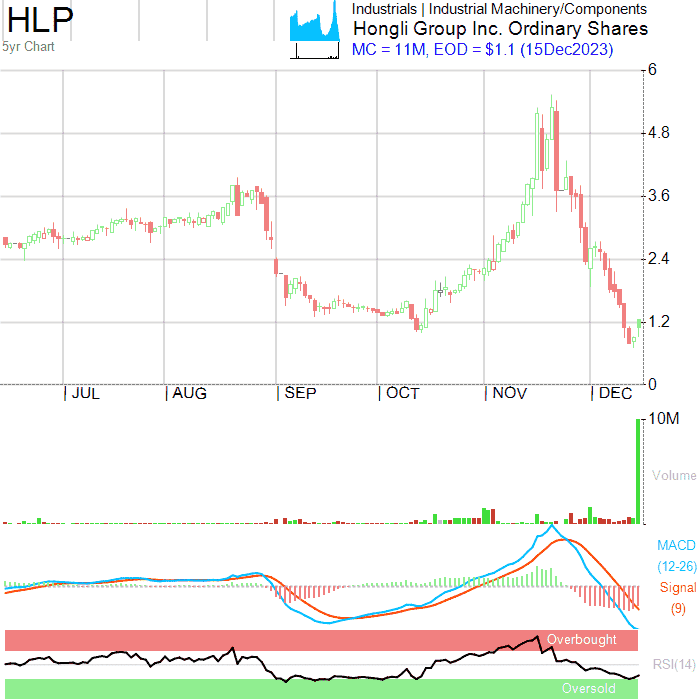 HLP
Industrials | Industrial Machinery/Components
Hongli Group Inc. Ordinary Shares
5yr Chart
MC = 11M, EOD = $1.1 (15Dec2023)
6
4.8
3.6
2.4
1.2
0
JUL AUG SEP OCT NOV DEC
10M
Volume
MACD
(12-26)
Signal
(9)
Overbought
RSI(14)
Oversold